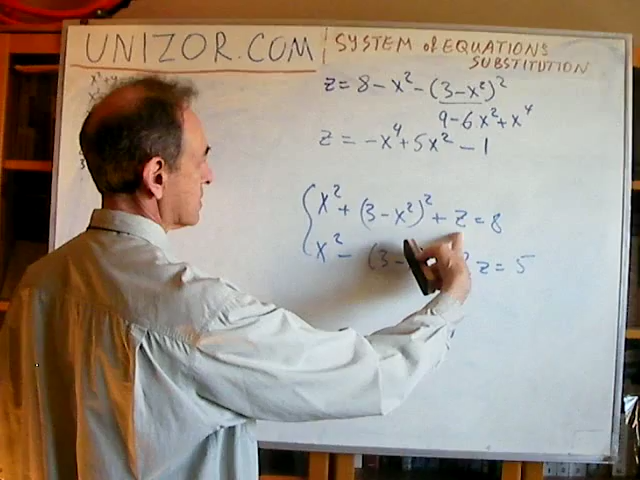 UNIZOR.COM
SYSTEM of EQUATIONS
SUBSTITUTION
z = 8 - x² - (3 - x²)²
9 - 6x² + x⁴
z = -x⁴ + 5x² - 1
x² + (3 - x²)² + z = 8
x² - (3 - z = 5